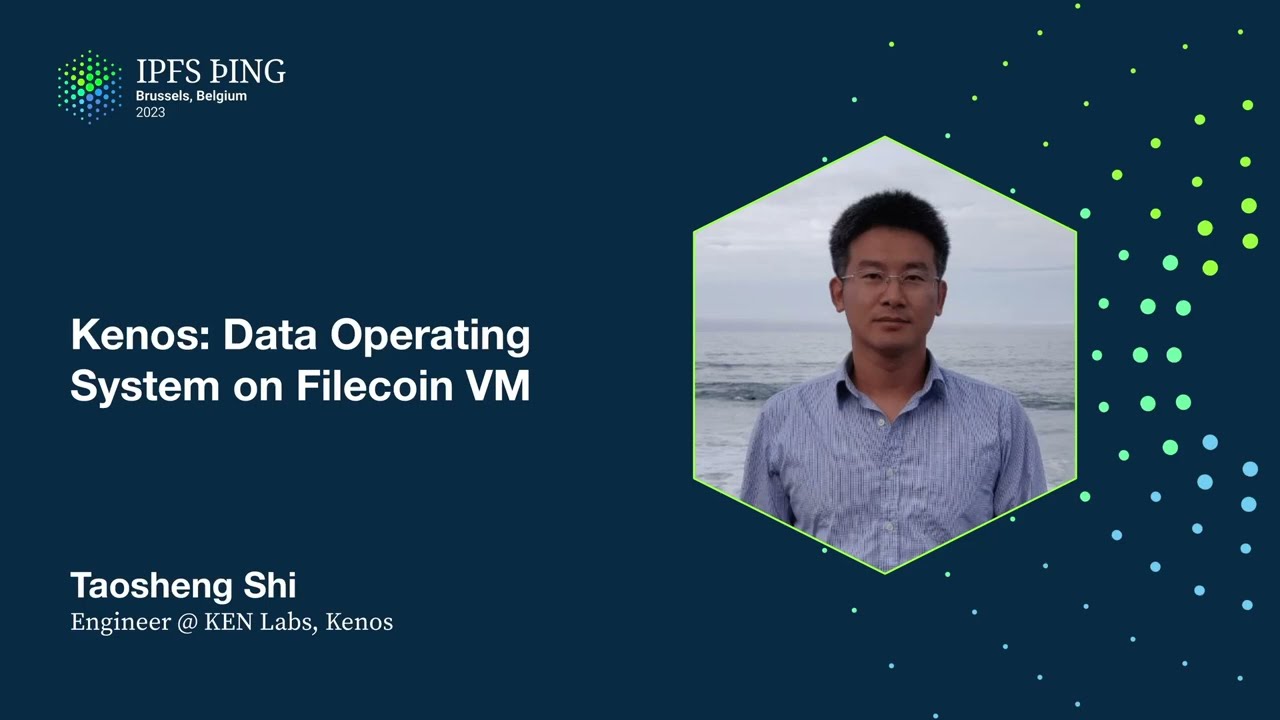 IPFS ÞING
Brussels, Belgium
2023
Kenos: Data Operating
System on Filecoin VM
Taosheng Shi
Engineer @ KEN Labs, Kenos